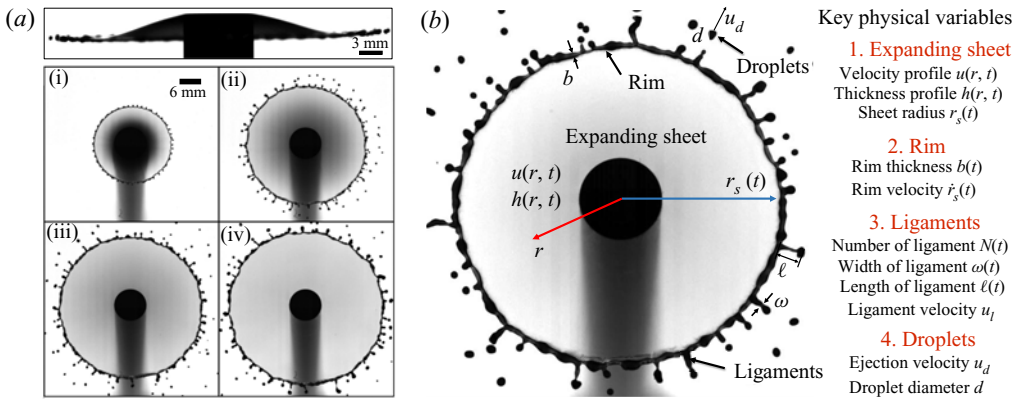 (a)
3 mm
(i)
6 mm
(ii)
(iii)
(iv)
(b)
d
u_d
Droplets
b
Rim
Expanding sheet
u(r, t)
h(r, t)
r_s (t)
r
ℓ
ω
Ligaments
Key physical variables
1. Expanding sheet
Velocity profile u(r, t)
Thickness profile h(r, t)
Sheet radius r_s(t)
2. Rim
Rim thickness b(t)
Rim velocity ṙ_s(t)
3. Ligaments
Number of ligament N(t)
Width of ligament ω(t)
Length of ligament ℓ(t)
Ligament velocity u_l
4. Droplets
Ejection velocity u_d
Droplet diameter d